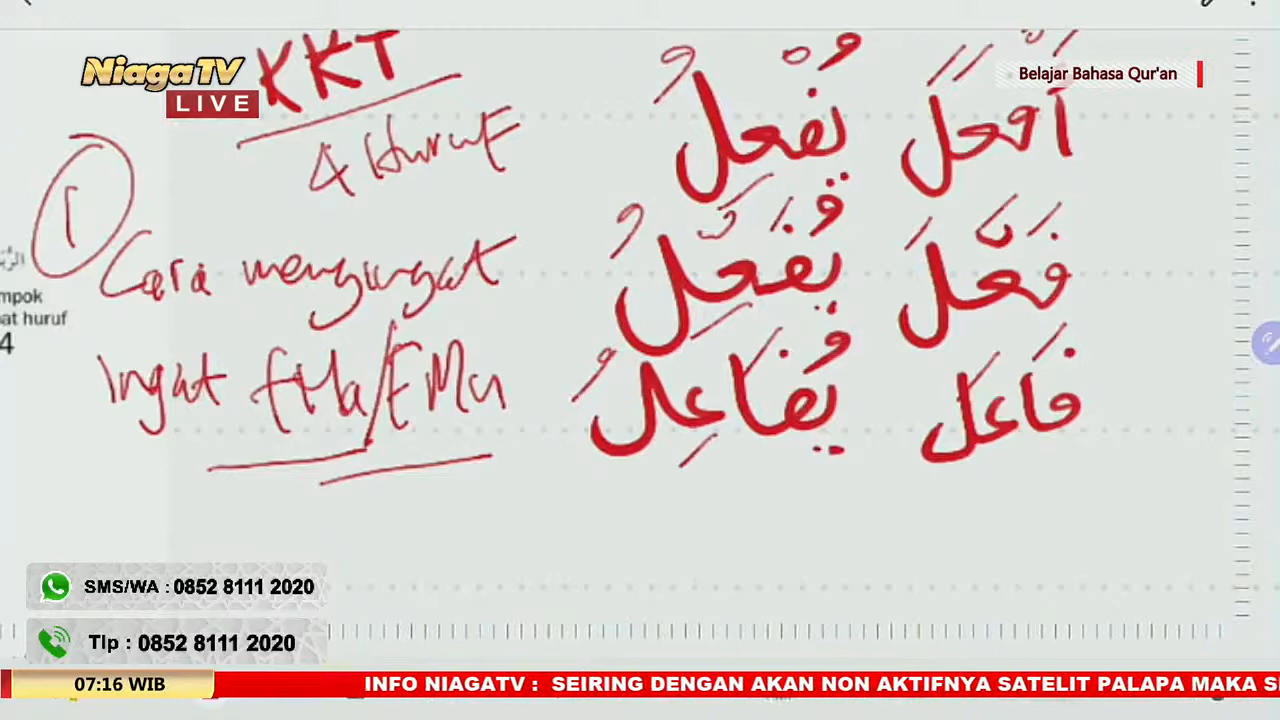 NiagaTV
LIVE
Belajar Bahasa Qur'an
KKT
4 Huruf
أَفْعَلَ يُفْعِلُ
فَعَّلَ يُفَعِّلُ
فَاعَلَ يُفَاعِلُ
1
Cara mengingat
Ingat
mpok
at huruf
4
SMS/WA : 0852 8111 2020
Tlp : 0852 8111 2020
07:16 WIB
INFO NIAGATV : SEIRING DENGAN AKAN NON AKTIFNYA SATELIT PALAPA MAKA S